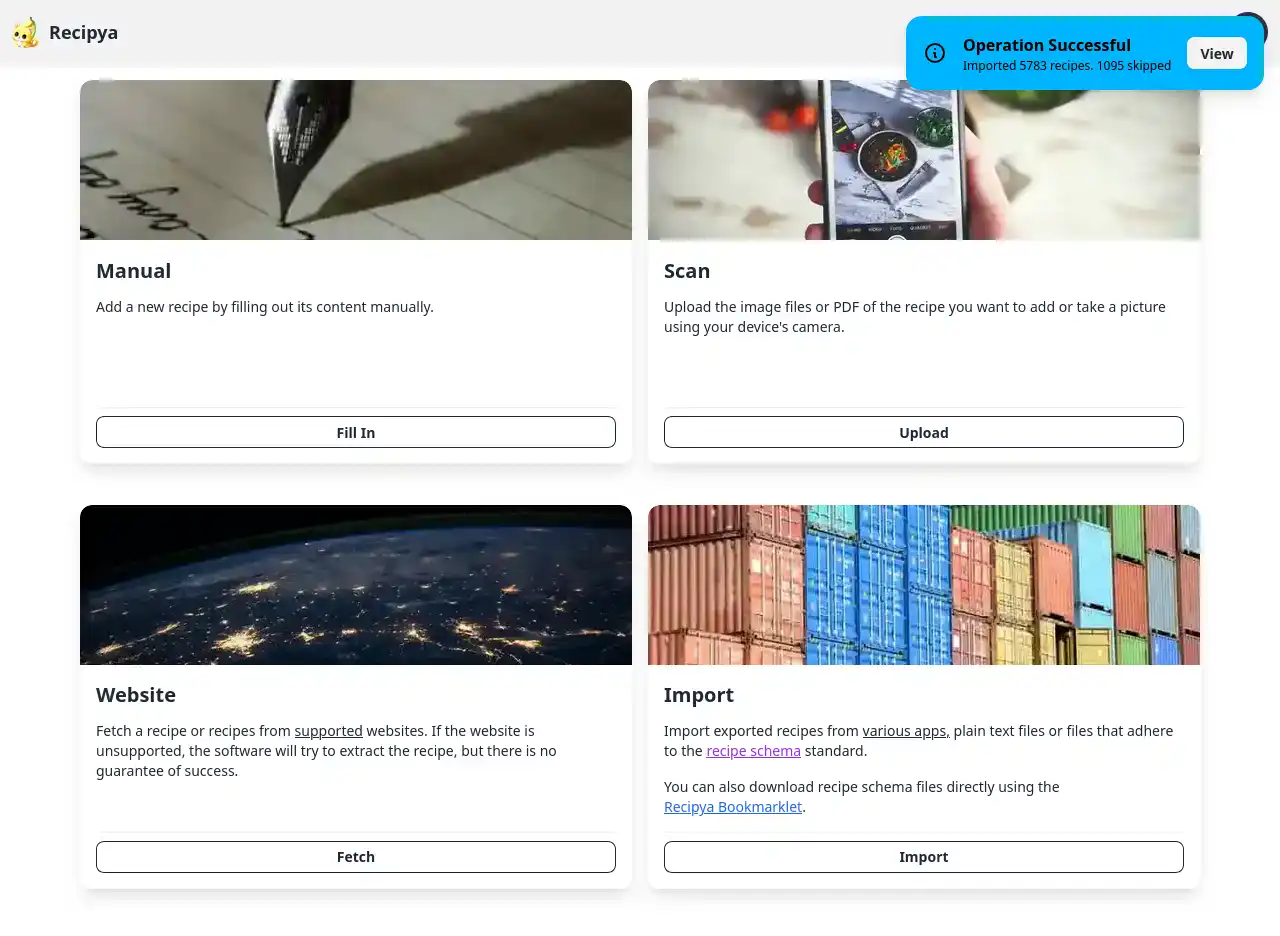 Recipya
Operation Successful
Imported 5783 recipes. 1095 skipped
View
Manual
Add a new recipe by filling out its content manually.
Fill In
Scan
Upload the image files or PDF of the recipe you want to add or take a picture
using your device's camera.
Upload
Website
Fetch a recipe or recipes from supported websites. If the website is
unsupported, the software will try to extract the recipe, but there is no
guarantee of success.
Fetch
Import
Import exported recipes from various apps, plain text files or files that adhere
to the recipe schema standard.
You can also download recipe schema files directly using the
Recipya Bookmarklet.
Import